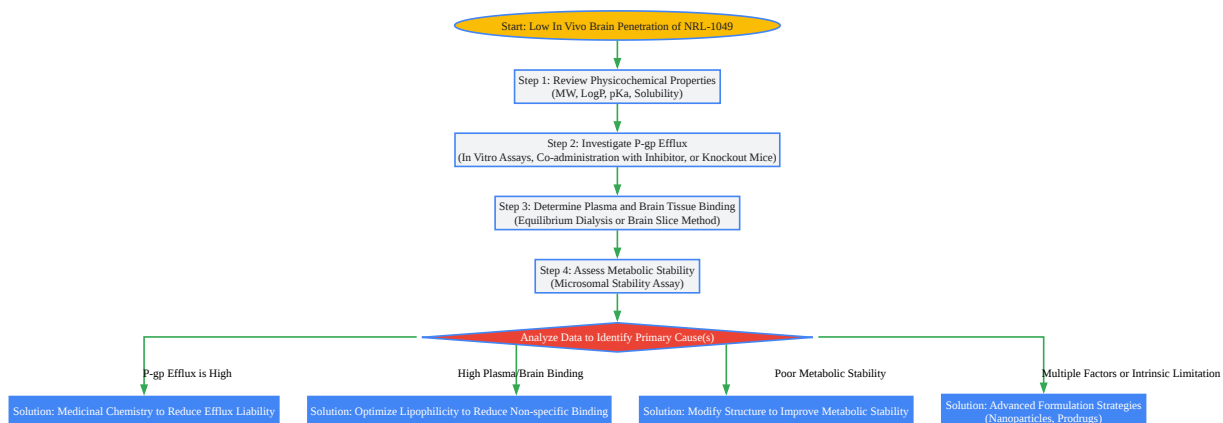 Start: Low In Vivo Brain Penetration of NRL-1049
Step 1: Review Physicochemical Properties
(MW, LogP, pKa, Solubility)
Step 2: Investigate P-gp Efflux
(In Vitro Assays, Co-administration with Inhibitor, or Knockout Mice)
Step 3: Determine Plasma and Brain Tissue Binding
(Equilibrium Dialysis or Brain Slice Method)
Step 4: Assess Metabolic Stability
(Microsomal Stability Assay)
Analyze Data to Identify Primary Cause(s)
P-gp Efflux is High
High Plasma/Brain Binding
Poor Metabolic Stability
Multiple Factors or Intrinsic Limitation
Solution: Medicinal Chemistry to Reduce Efflux Liability
Solution: Optimize Lipophilicity to Reduce Non-specific Binding
Solution: Modify Structure to Improve Metabolic Stability
Solution: Advanced Formulation Strategies
(Nanoparticles, Prodrugs)